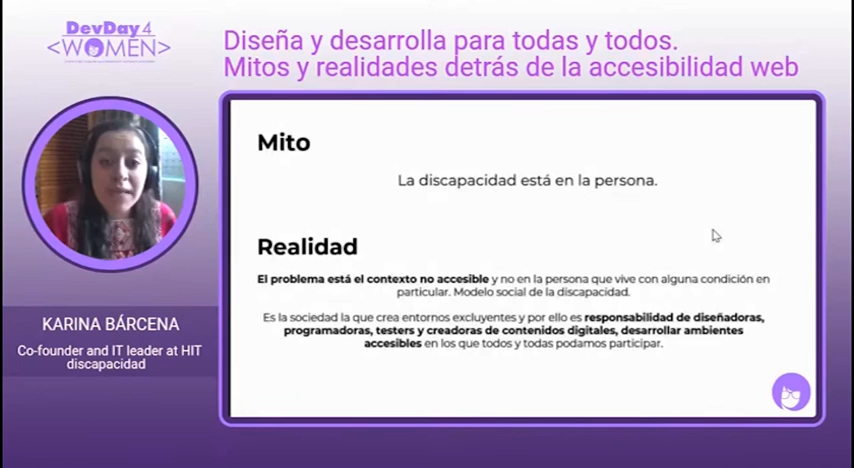 DevDay 4
<WOMEN>
Diseña y desarrolla para todas y todos.
Mitos y realidades detrás de la accesibilidad web
Mito
La discapacidad está en la persona.
Realidad
El problema está el contexto no accesible y no en la persona que vive con alguna condición en
particular. Modelo social de la discapacidad.
Es la sociedad la que crea entornos excluyentes y por ello es responsabilidad de diseñadoras,
programadoras, testers y creadoras de contenidos digitales, desarrollar ambientes
accesibles en los que todos y todas podamos participar.
KARINA BÁRCENA
Co-founder and IT leader at HIT
discapacidad